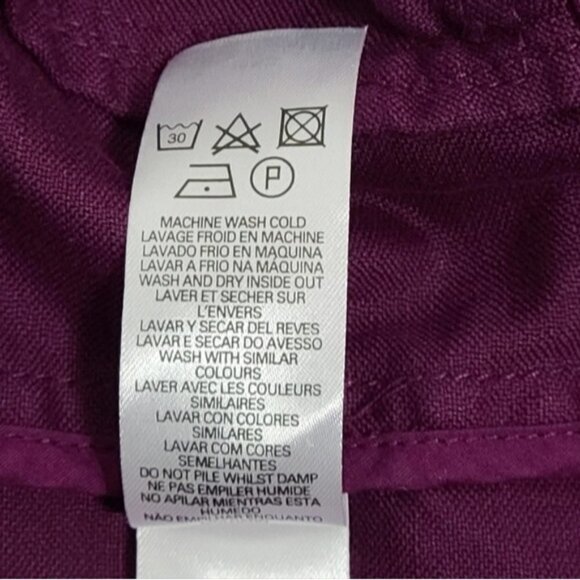 30
P
MACHINE WASH COLD
LAVAGE FROID EN MACHINE
LAVADO FRIO EN MAQUINA
LAVAR A FRIO NA MÁQUINA
WASH AND DRY INSIDE OUT
LAVER ET SECHER SUR
L'ENVERS
LAVAR Y SECAR DEL REVES
LAVAR E SECAR DO AVESSO
WASH WITH SIMILAR
COLOURS
LAVER AVEC LES COULEURS
SIMILAIRES
LAVAR CON COLORES
SIMILARES
LAVAR COM CORES
SEMELHANTES
DO NOT PILE WHILST DAMP
NE PAS EMPILER HUMIDE
NO APILAR MIENTRAS ESTA
HUMEDO
NÃO EMPILHAR ENQUANTO